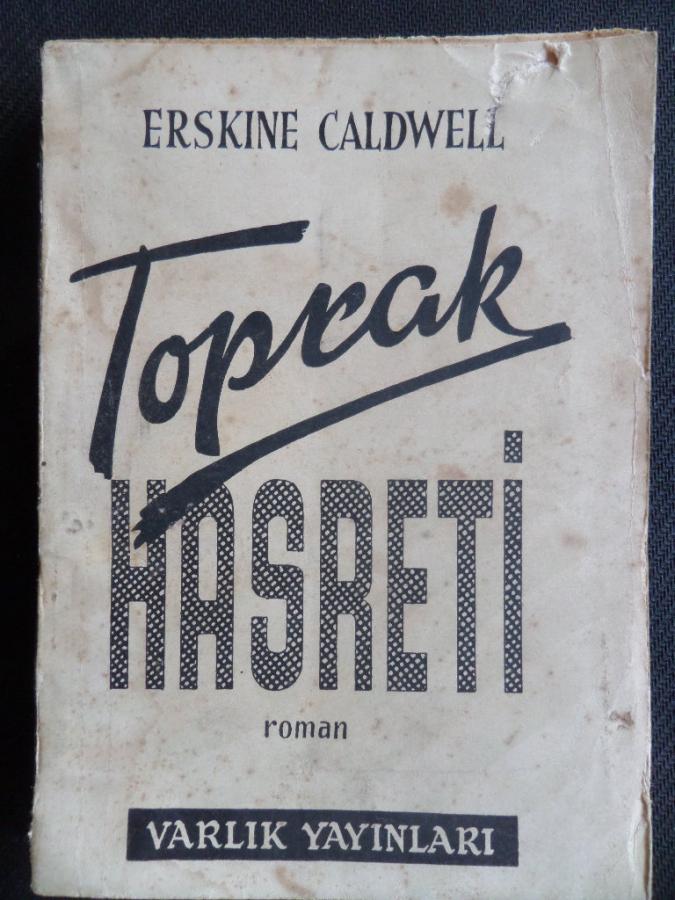 ERSKINE CALDWELL
Toprak
HASRETİ
roman
VARLIK YAYINLARI